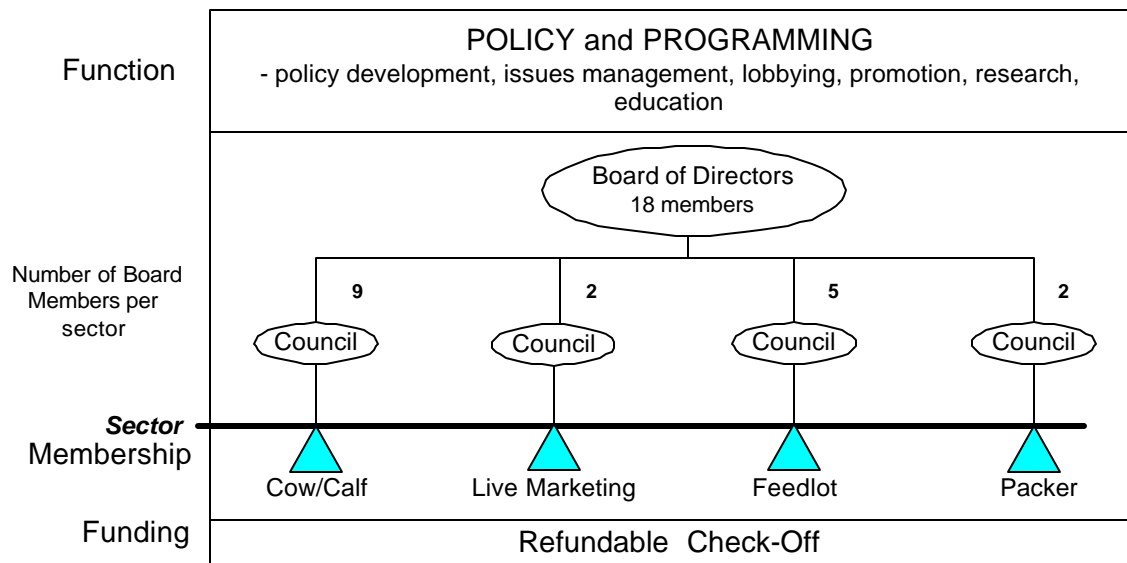 Function
POLICY and PROGRAMMING
- policy development, issues management, lobbying, promotion, research,
education
Board of Directors
18 members
Number of Board
Members per
sector
9
2
5
2
Council
Council
Council
Council
Sector
Membership
Cow/Calf
Live Marketing
Feedlot
Packer
Funding
Refundable Check-Off